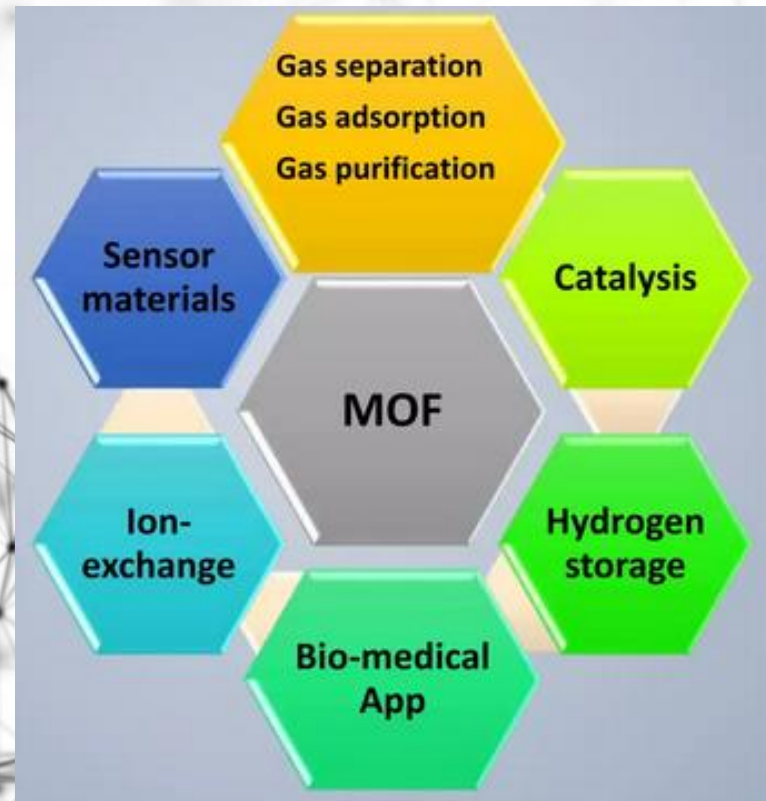 Gas separation
Gas adsorption
Gas purification
Sensor
materials
Catalysis
MOF
Ion-
exchange
Hydrogen
storage
Bio-medical
App